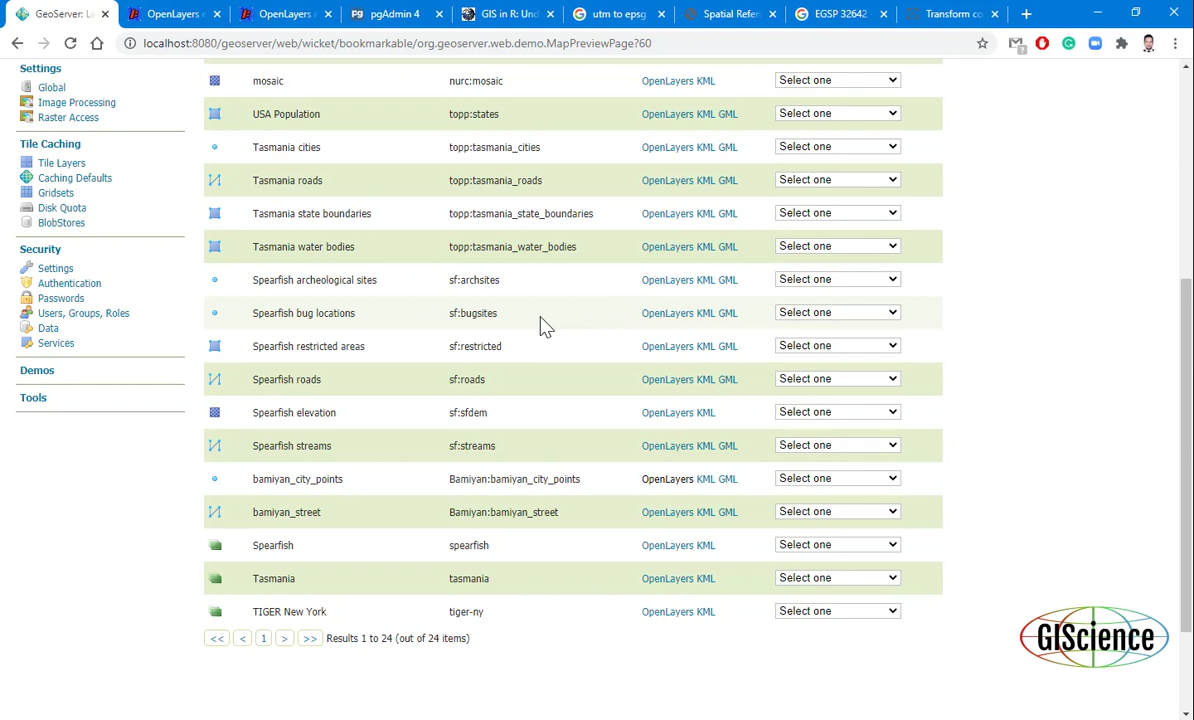 GeoServer: La
OpenLayers m
OpenLayers m
pgAdmin 4
GIS in R: Und
utm to epsg
Spatial Refer
EGSP 32642
Transform co
localhost:8080/geoserver/web/wicket/bookmarkable/org.geoserver.web.demo.MapPreviewPage?60
Settings
Global
Image Processing
Raster Access
Tile Caching
Tile Layers
Caching Defaults
Gridsets
Disk Quota
BlobStores
Security
Settings
Authentication
Passwords
Users, Groups, Roles
Data
Services
Demos
Tools
mosaic nurc:mosaic OpenLayers KML Select one
USA Population topp:states OpenLayers KML GML Select one
Tasmania cities topp:tasmania_cities OpenLayers KML GML Select one
Tasmania roads topp:tasmania_roads OpenLayers KML GML Select one
Tasmania state boundaries topp:tasmania_state_boundaries OpenLayers KML GML Select one
Tasmania water bodies topp:tasmania_water_bodies OpenLayers KML GML Select one
Spearfish archeological sites sf:archsites OpenLayers KML GML Select one
Spearfish bug locations sf:bugsites OpenLayers KML GML Select one
Spearfish restricted areas sf:restricted OpenLayers KML GML Select one
Spearfish roads sf:roads OpenLayers KML GML Select one
Spearfish elevation sf:sfdem OpenLayers KML Select one
Spearfish streams sf:streams OpenLayers KML GML Select one
bamiyan_city_points Bamiyan:bamiyan_city_points OpenLayers KML GML Select one
bamiyan_street Bamiyan:bamiyan_street OpenLayers KML GML Select one
Spearfish spearfish OpenLayers KML Select one
Tasmania tasmania OpenLayers KML Select one
TIGER New York tiger-ny OpenLayers KML Select one
<< < 1 > >> Results 1 to 24 (out of 24 items)
GIScience